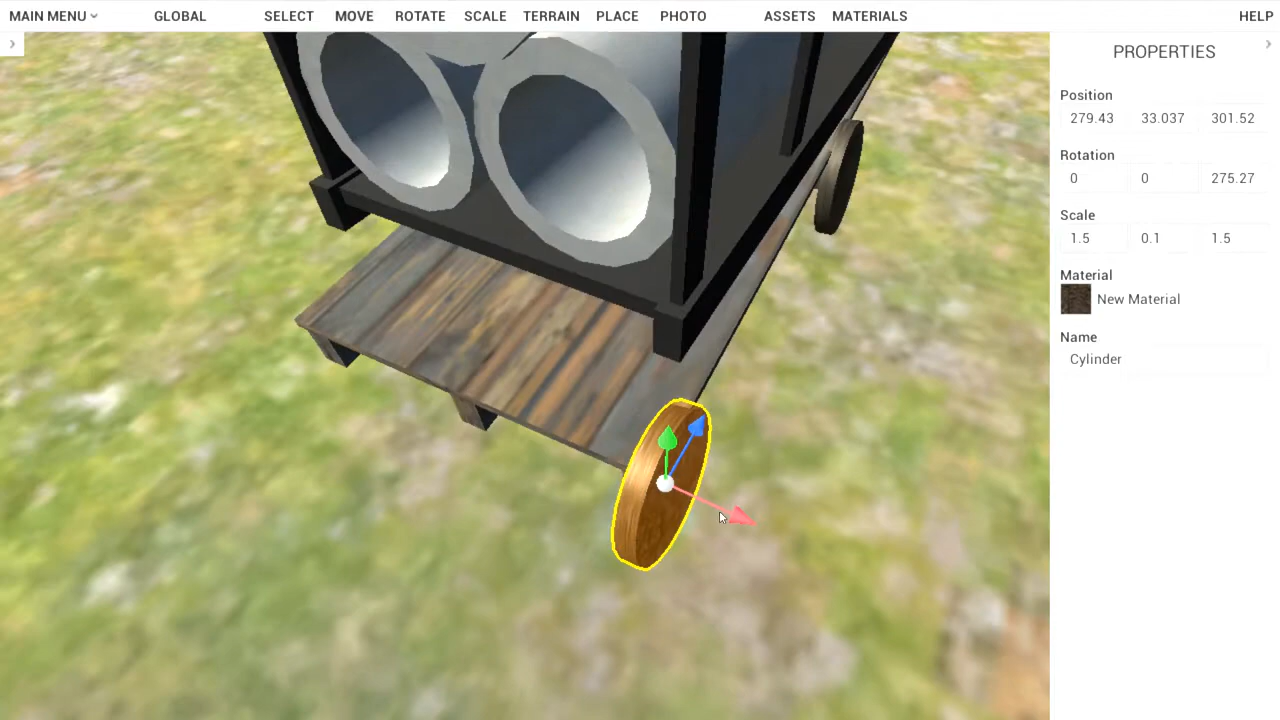 MAIN MENU GLOBAL SELECT MOVE ROTATE SCALE TERRAIN PLACE PHOTO ASSETS MATERIALS HELP
PROPERTIES
Position
279.43 33.037 301.52
Rotation
0 0 275.27
Scale
1.5 0.1 1.5
Material
New Material
Name
Cylinder